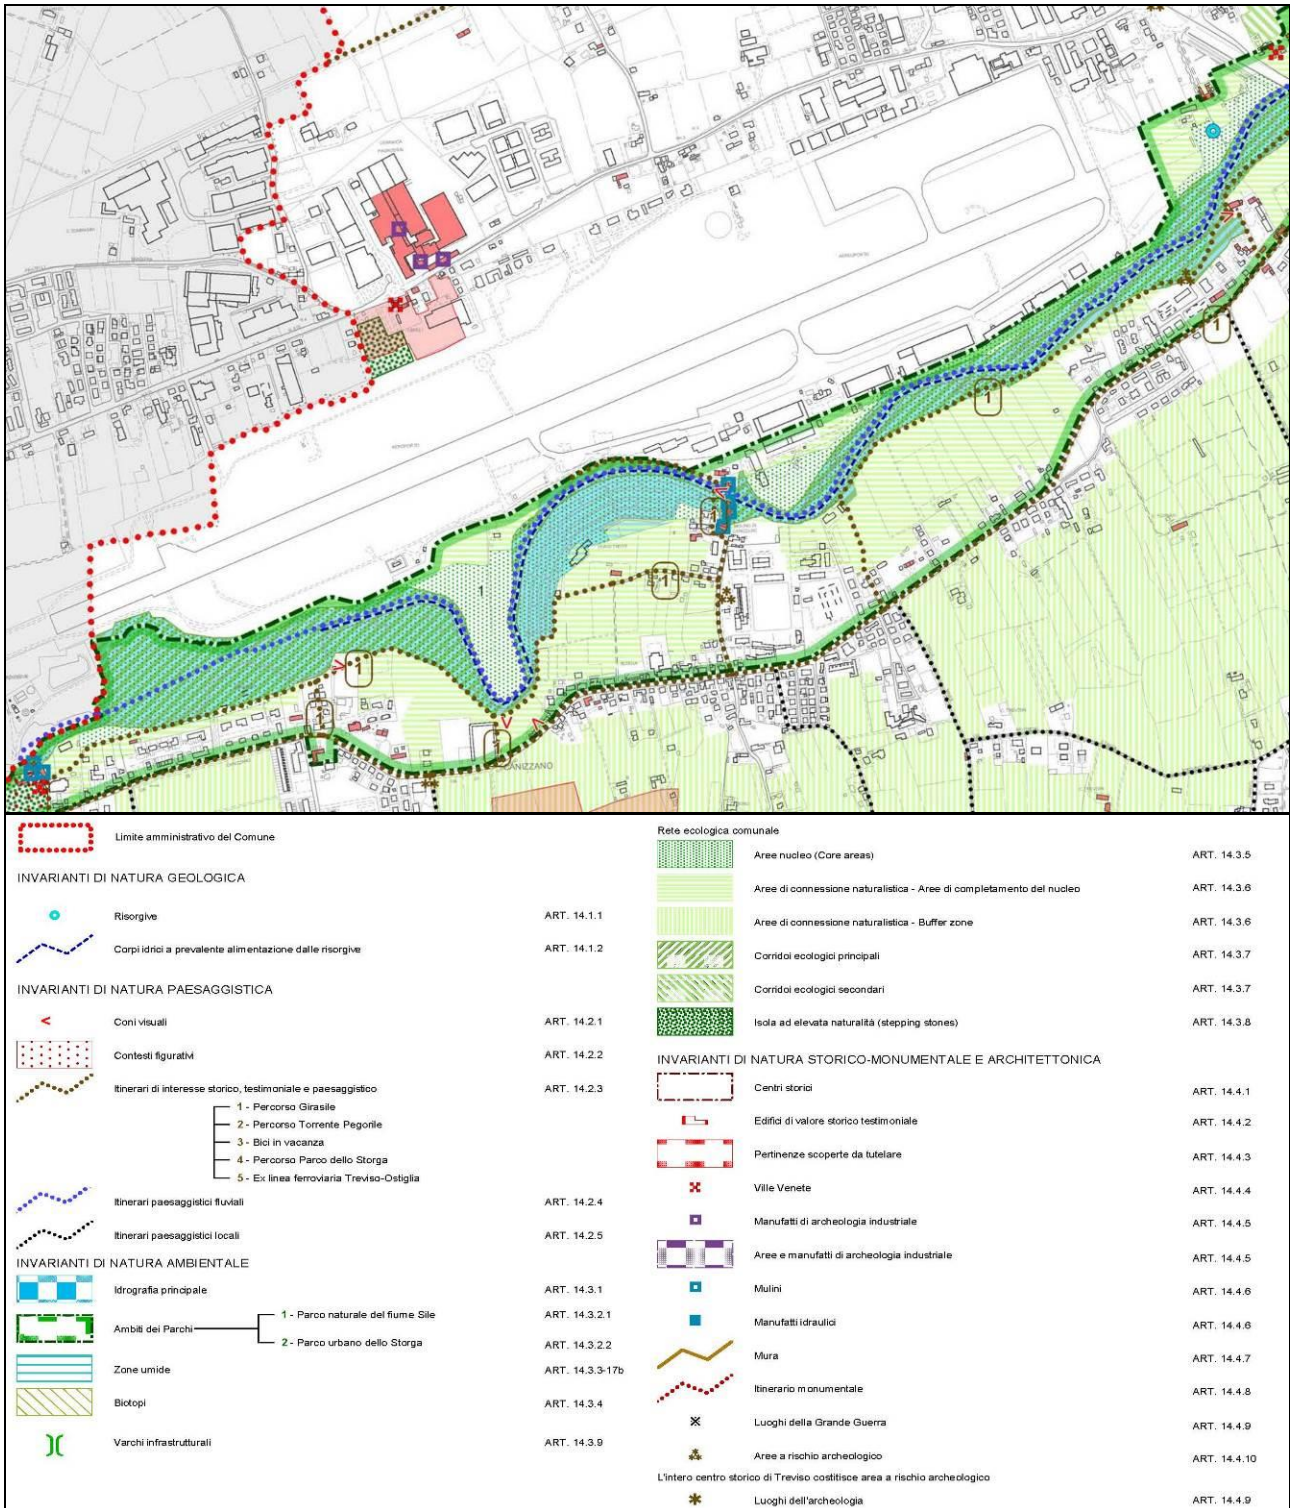 AEROPORTO
AEROPORTO
1
1
1
1
1
1
1
1
CANIZZANO
Limite amministrativo del Comune
INVARIANTI DI NATURA GEOLOGICA
Risorgive ART. 14.1.1
Corpi idrici a prevalente alimentazione dalle risorgive ART. 14.1.2
INVARIANTI DI NATURA PAESAGGISTICA
Coni visuali ART. 14.2.1
Contesti figurativi ART. 14.2.2
Itinerari di interesse storico, testimoniale e paesaggistico ART. 14.2.3
1 - Percorso Girasile
2 - Percorso Torrente Pegorile
3 - Bici in vacanza
4 - Percorso Parco dello Storga
5 - Ex linea ferroviaria Treviso-Ostiglia
Itinerari paesaggistici fluviali ART. 14.2.4
Itinerari paesaggistici locali ART. 14.2.5
INVARIANTI DI NATURA AMBIENTALE
Idrografia principale ART. 14.3.1
Ambiti dei Parchi
1 - Parco naturale del fiume Sile ART. 14.3.2.1
2 - Parco urbano dello Storga ART. 14.3.2.2
Zone umide ART. 14.3.3-17b
Biotopi ART. 14.3.4
Varchi infrastrutturali ART. 14.3.9
Rete ecologica comunale
Aree nucleo (Core areas) ART. 14.3.5
Aree di connessione naturalistica - Aree di completamento del nucleo ART. 14.3.6
Aree di connessione naturalistica - Buffer zone ART. 14.3.6
Corridoi ecologici principali ART. 14.3.7
Corridoi ecologici secondari ART. 14.3.7
Isola ad elevata naturalità (stepping stones) ART. 14.3.8
INVARIANTI DI NATURA STORICO-MONUMENTALE E ARCHITETTONICA
Centri storici ART. 14.4.1
Edifici di valore storico testimoniale ART. 14.4.2
Pertinenze scoperte da tutelare ART. 14.4.3
Ville Venete ART. 14.4.4
Manufatti di archeologia industriale ART. 14.4.5
Aree e manufatti di archeologia industriale ART. 14.4.5
Mulini ART. 14.4.6
Manufatti idraulici ART. 14.4.6
Mura ART. 14.4.7
Itinerario monumentale ART. 14.4.8
Luoghi della Grande Guerra ART. 14.4.9
Aree a rischio archeologico ART. 14.4.10
L'intero centro storico di Treviso costitisce area a rischio archeologico
Luoghi dell'archeologia ART. 14.4.9